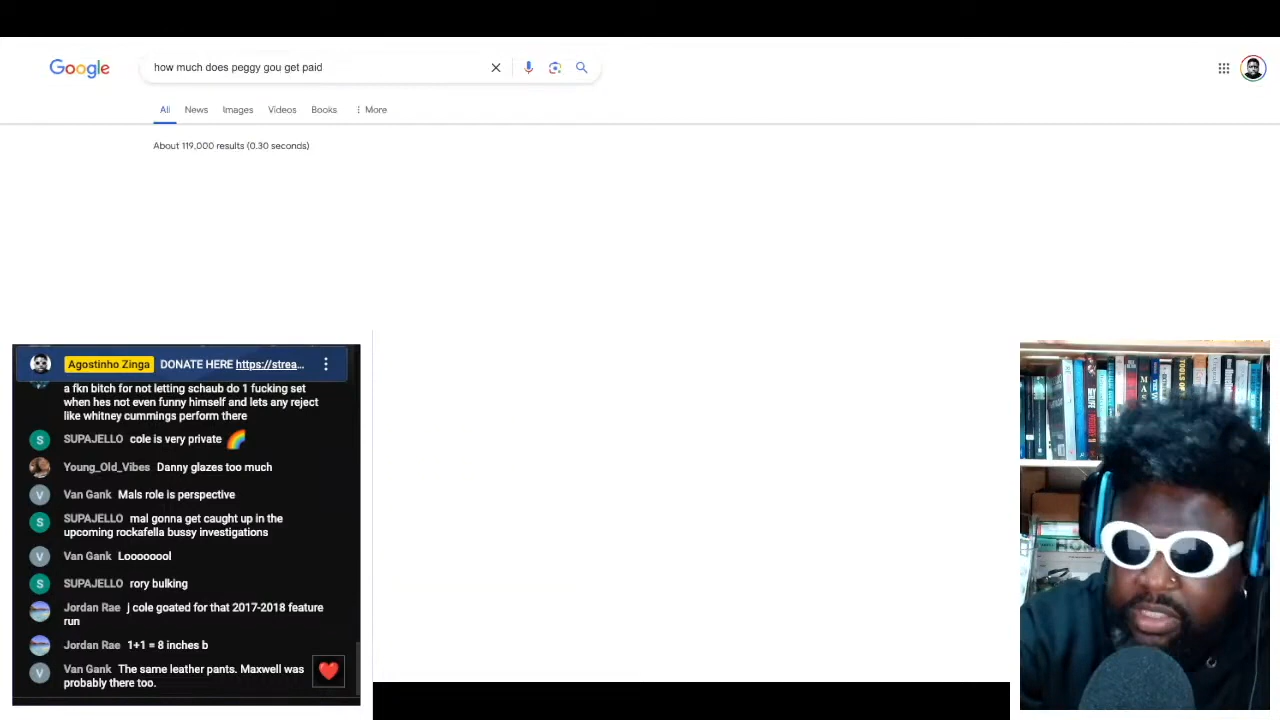 Google
how much does peggy gou get paid
All News Images Videos Books More
About 119,000 results (0.30 seconds)
Agostinho Zinga DONATE HERE https://strea...
a fkn bitch for not letting schaub do 1 fucking set
when hes not even funny himself and lets any reject
like whitney cummings perform there
SUPAJELLO cole is very private 🌈
Young_Old_Vibes Danny glazes too much
V Van Gank Mals role is perspective
S SUPAJELLO mal gonna get caught up in the
upcoming rockafella bussy investigations
V Van Gank Loooooool
S SUPAJELLO rory bulking
Jordan Rae j cole goated for that 2017-2018 feature
run
Jordan Rae 1+1 = 8 inches b
V Van Gank The same leather pants. Maxwell was
probably there too.
TOOLS OF